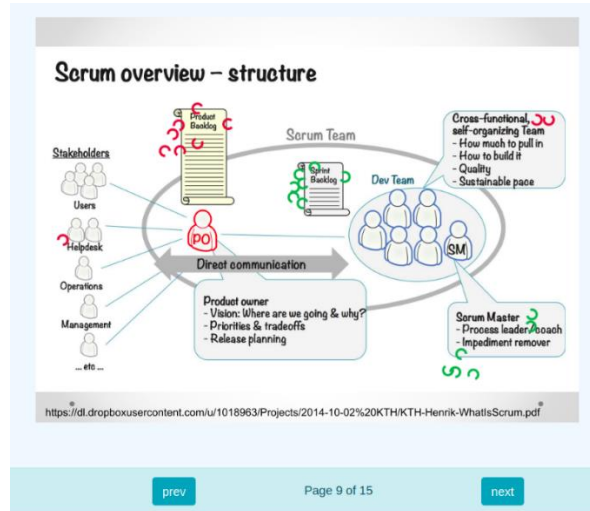 Scrum overview – structure
Product
Backlog
Scrum Team
Cross-functional,
self-organizing Team
- How much to pull in
- How to build it
- Quality
- Sustainable pace
Stakeholders
Users
Helpdesk
Operations
Management
... etc ...
Sprint
Backlog
Dev Team
PO
SM
Direct communication
Product owner
- Vision: Where are we going & why?
- Priorities & tradeoffs
- Release planning
Scrum Master
- Process leader/coach
- Impediment remover
https://dl.dropboxusercontent.com/u/1018963/Projects/2014-10-02%20KTH/KTH-Henrik-WhatIsScrum.pdf
prev
Page 9 of 15
next